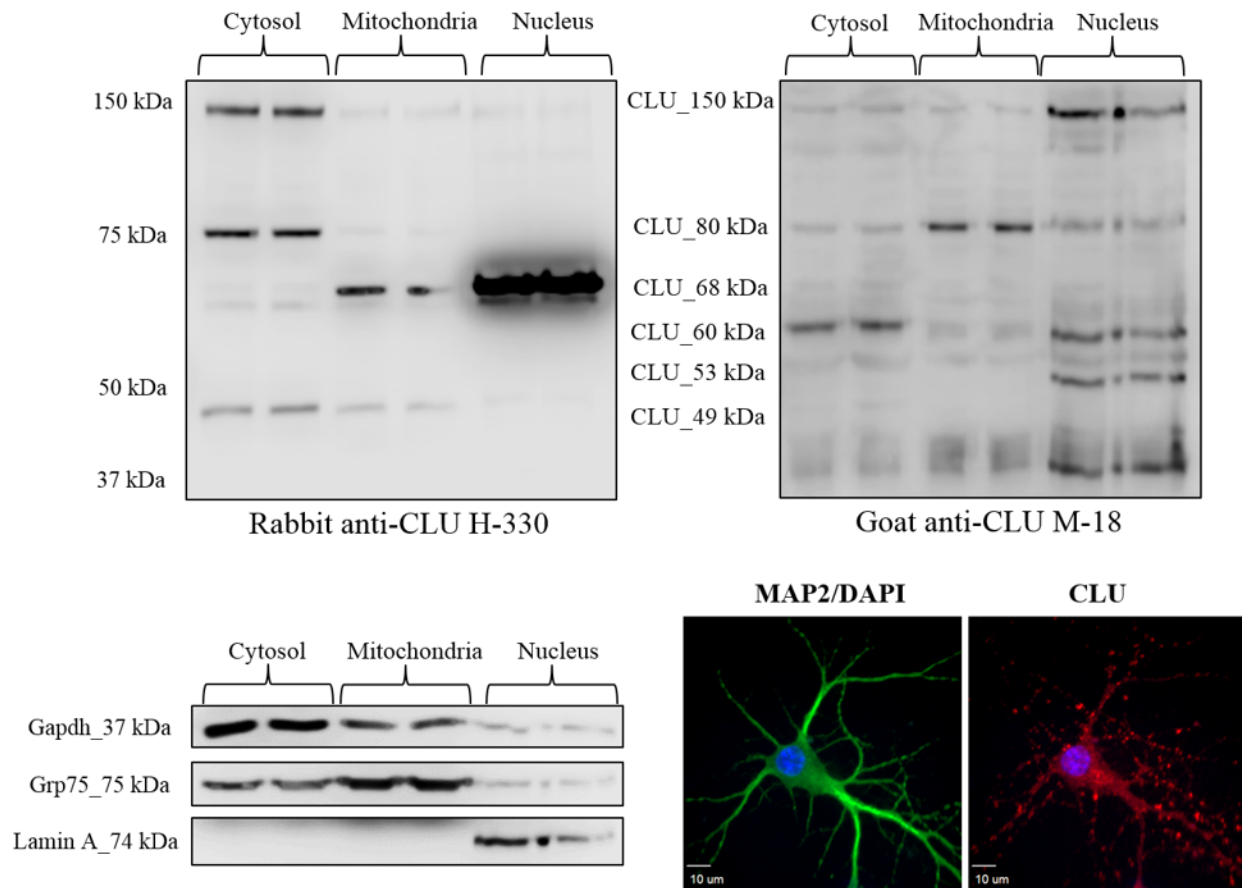 Cytosol Mitochondria Nucleus
150 kDa
75 kDa
50 kDa
37 kDa
Rabbit anti-CLU H-330
Cytosol Mitochondria Nucleus
CLU_150 kDa
CLU_80 kDa
CLU_68 kDa
CLU_60 kDa
CLU_53 kDa
CLU_49 kDa
Goat anti-CLU M-18
Cytosol Mitochondria Nucleus
Gapdh_37 kDa
Grp75_75 kDa
Lamin A_74 kDa
MAP2/DAPI
10 um
CLU
10 um